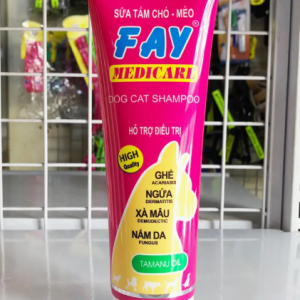 SỮA TẮM CHÓ - MÈO
FAY®
MEDICARE
DOG CAT SHAMPOO
HỖ TRỢ ĐIỀU TRỊ
HIGH
Quality
GHẺ
ACARIASIS
NGỨA
DERMATITIS
XÀ MÂU
DEMODECTIC
NẤM DA
FUNGUS
TAMANU OIL